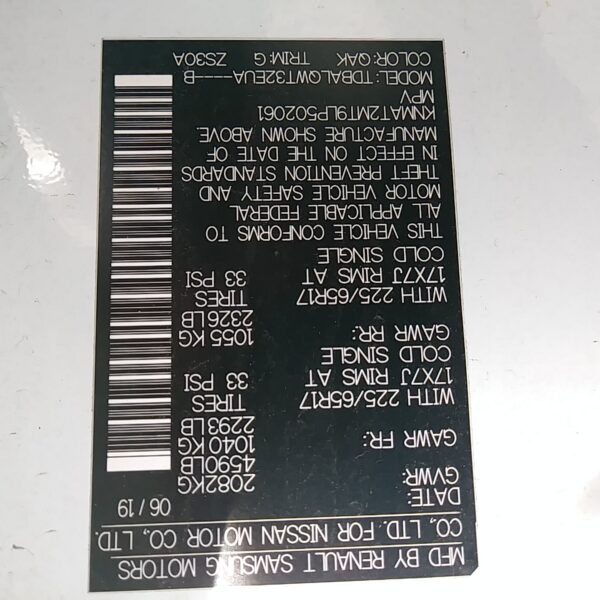 MFD BY RENAULT SAMSUNG MOTORS
CO., LTD. FOR NISSAN MOTOR CO., LTD.
DATE: 06 / 19
GVWR: 2082KG
4590LB
GAWR FR: 1040KG
2293LB
WITH 225/65R17 TIRES
17X7J RIMS AT 33 PSI
COLD SINGLE
GAWR RR: 1055KG
2326LB
WITH 225/65R17 TIRES
17X7J RIMS AT 33 PSI
COLD SINGLE
THIS VEHICLE CONFORMS TO
ALL APPLICABLE FEDERAL
MOTOR VEHICLE SAFETY AND
THEFT PREVENTION STANDARDS
IN EFFECT ON THE DATE OF
MANUFACTURE SHOWN ABOVE
KNMAT2MT9LP502061
MPV
MODEL: TDBALQWT32EUA----B
COLOR: QAK TRIM: G ZS30A